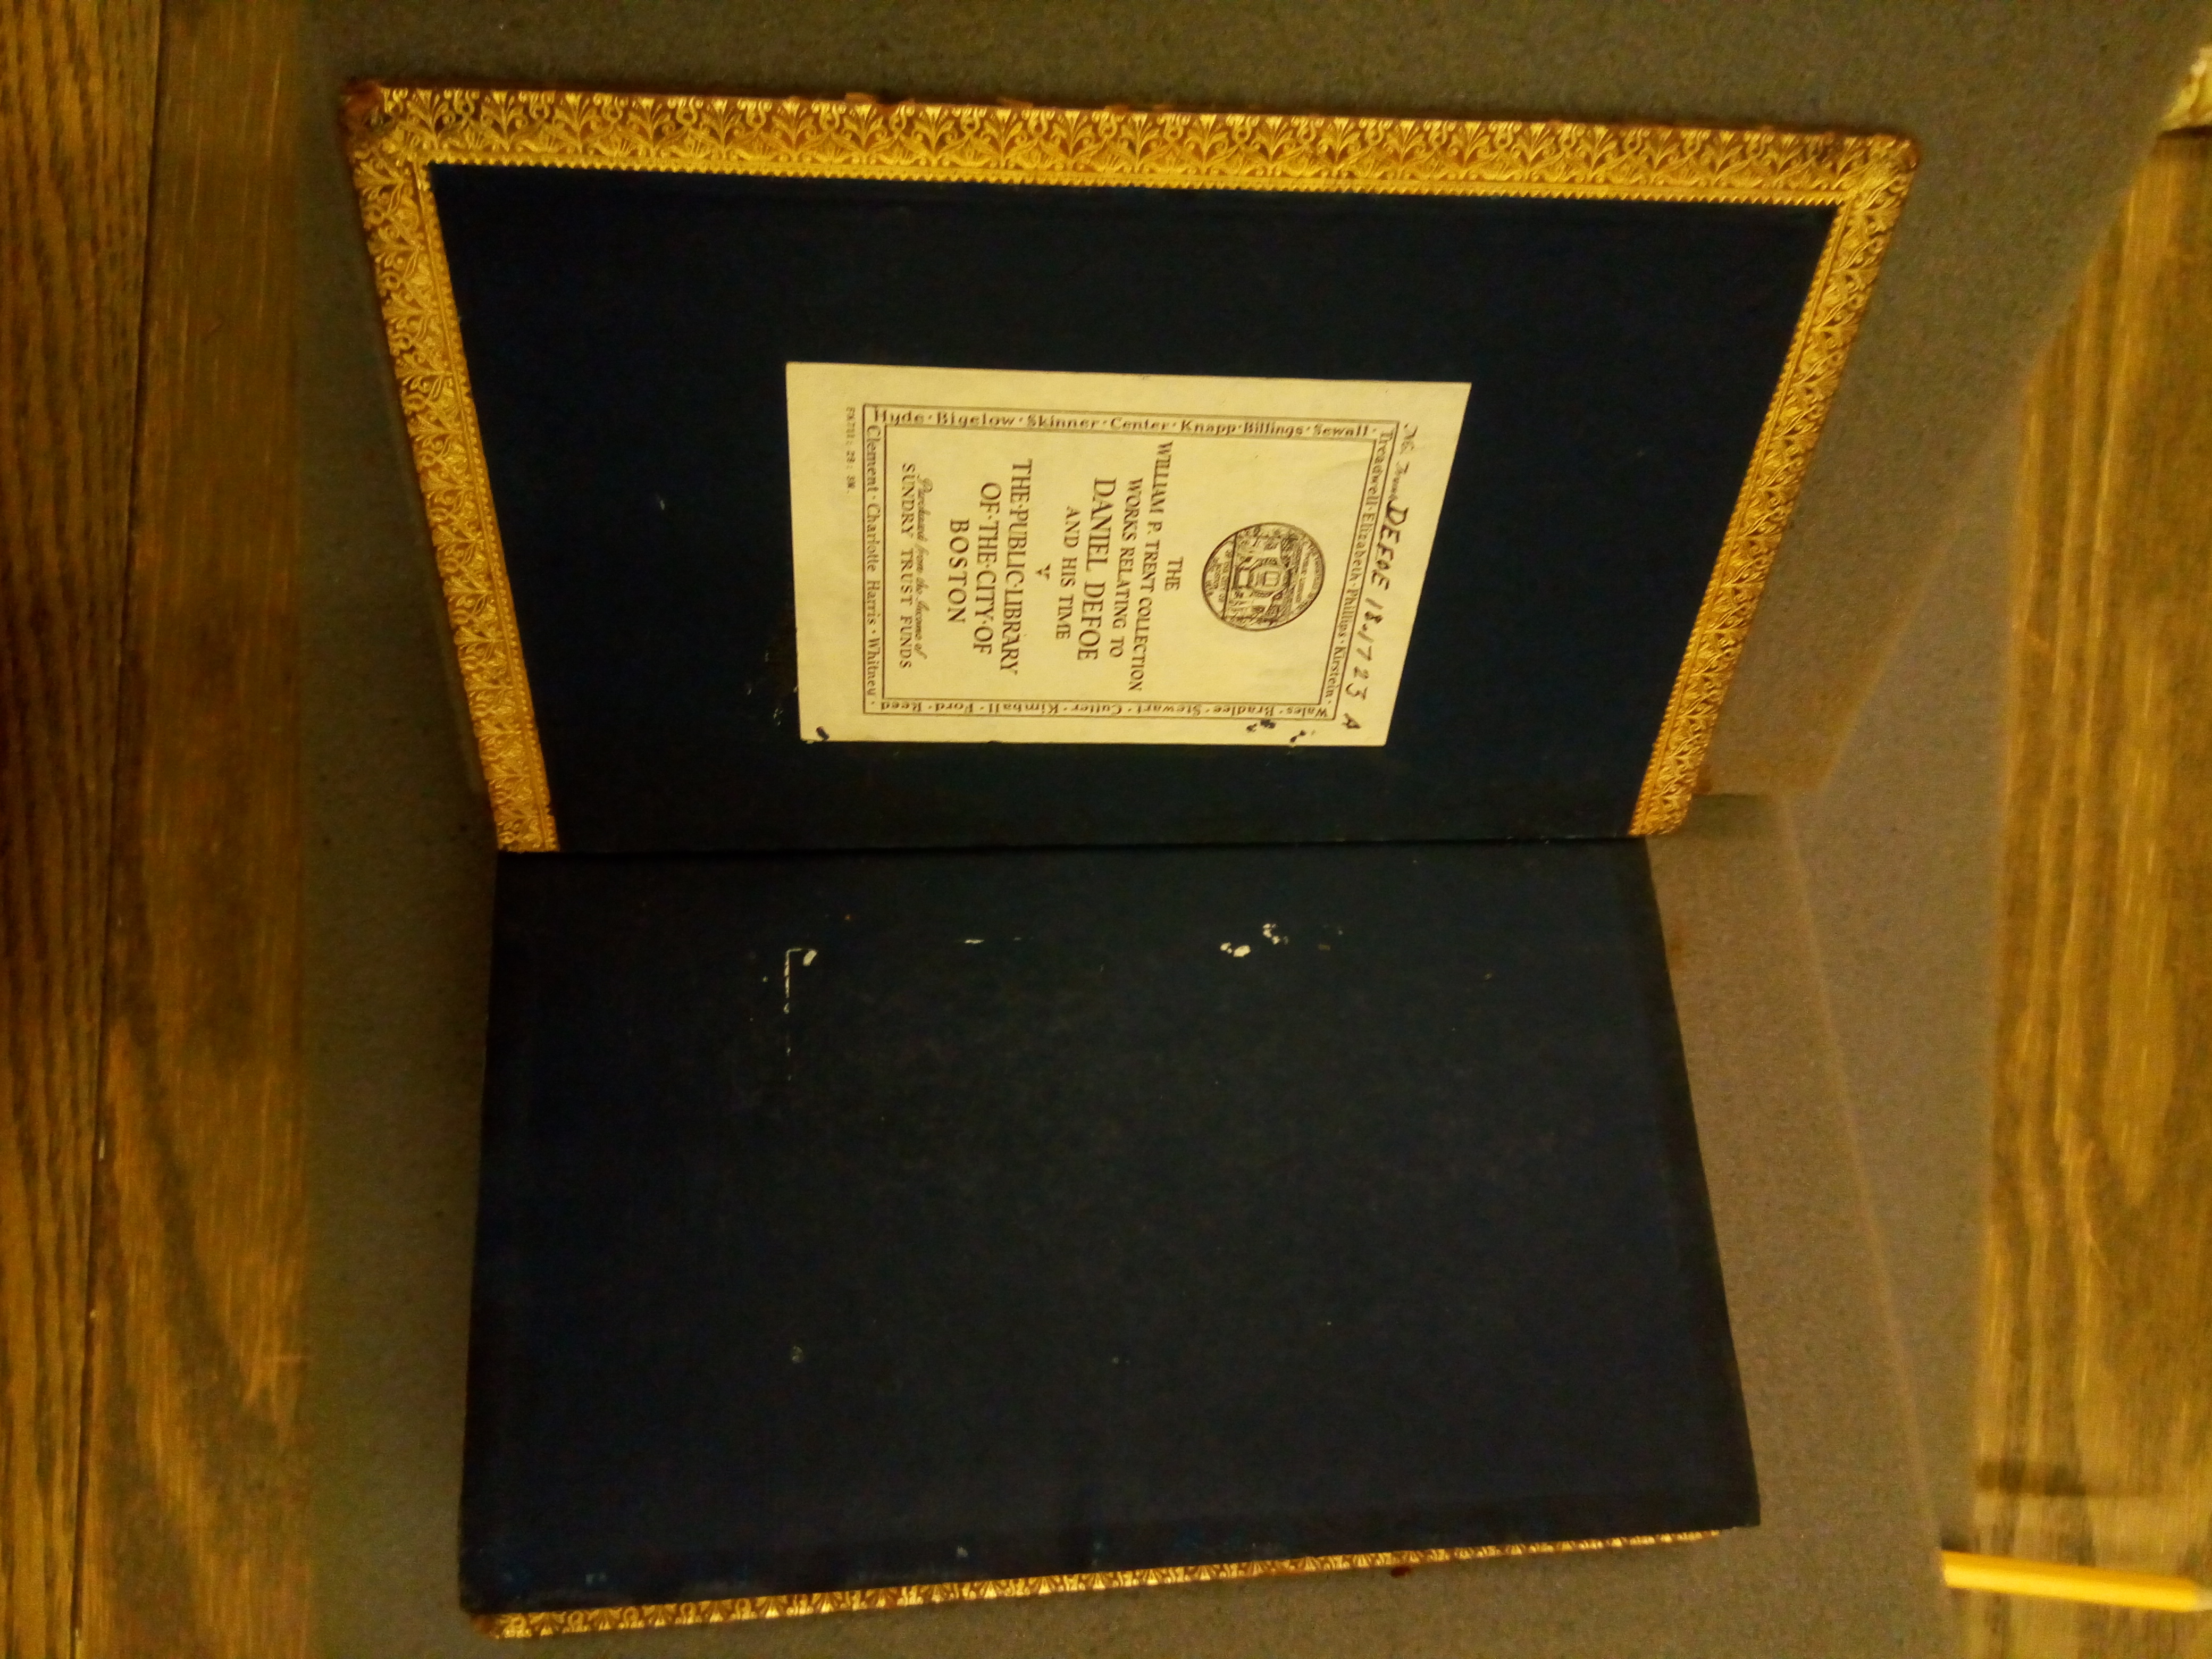 No. Trent DEFOE 18.1723 A
Treadwell · Elizabeth · Phillips · Kirstein ·
Wales · Bradlee · Stewart · Cutter · Kimball · Ford · Reed
Hyde · Bigelow · Skinner · Center · Knapp · Billings · Sewall ·
THE
WILLIAM P. TRENT COLLECTION
WORKS RELATING TO
DANIEL DEFOE
AND HIS TIME
THE·PUBLIC·LIBRARY
OF·THE·CITY·OF
BOSTON
Purchased from the Income of
SUNDRY TRUST FUNDS
Clement · Charlotte Harris · Whitney ·